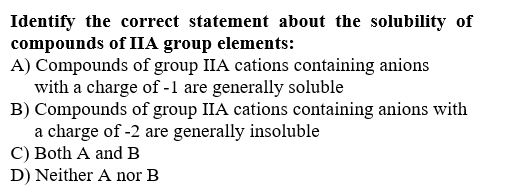 Identify the correct statement about the solubility of
compounds of IIA group elements:
A) Compounds of group IIA cations containing anions
with a charge of -1 are generally soluble
B) Compounds of group IIA cations containing anions with
a charge of -2 are generally insoluble
C) Both A and B
D) Neither A nor B